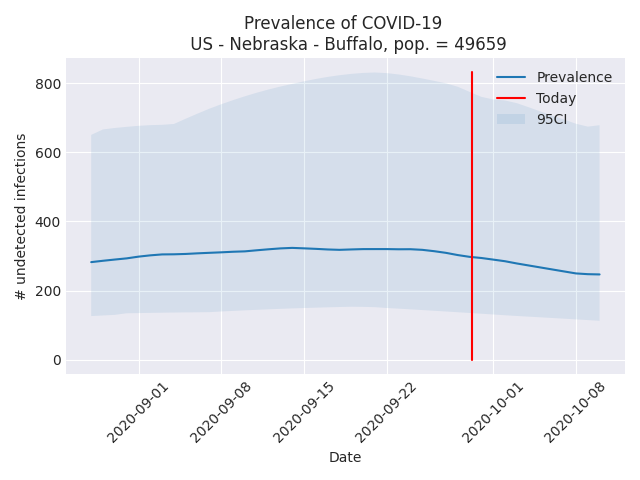 Prevalence of COVID-19
US - Nebraska - Buffalo, pop. = 49659
Prevalence
Today
95CI
# undetected infections
800
600
400
200
0
2020-09-01
2020-09-08
2020-09-15
2020-09-22
2020-10-01
2020-10-08
Date